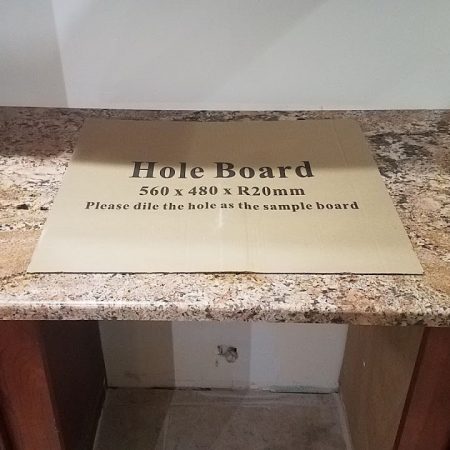 Hole Board
560 x 480 x R20mm
Please dile the hole as the sample board